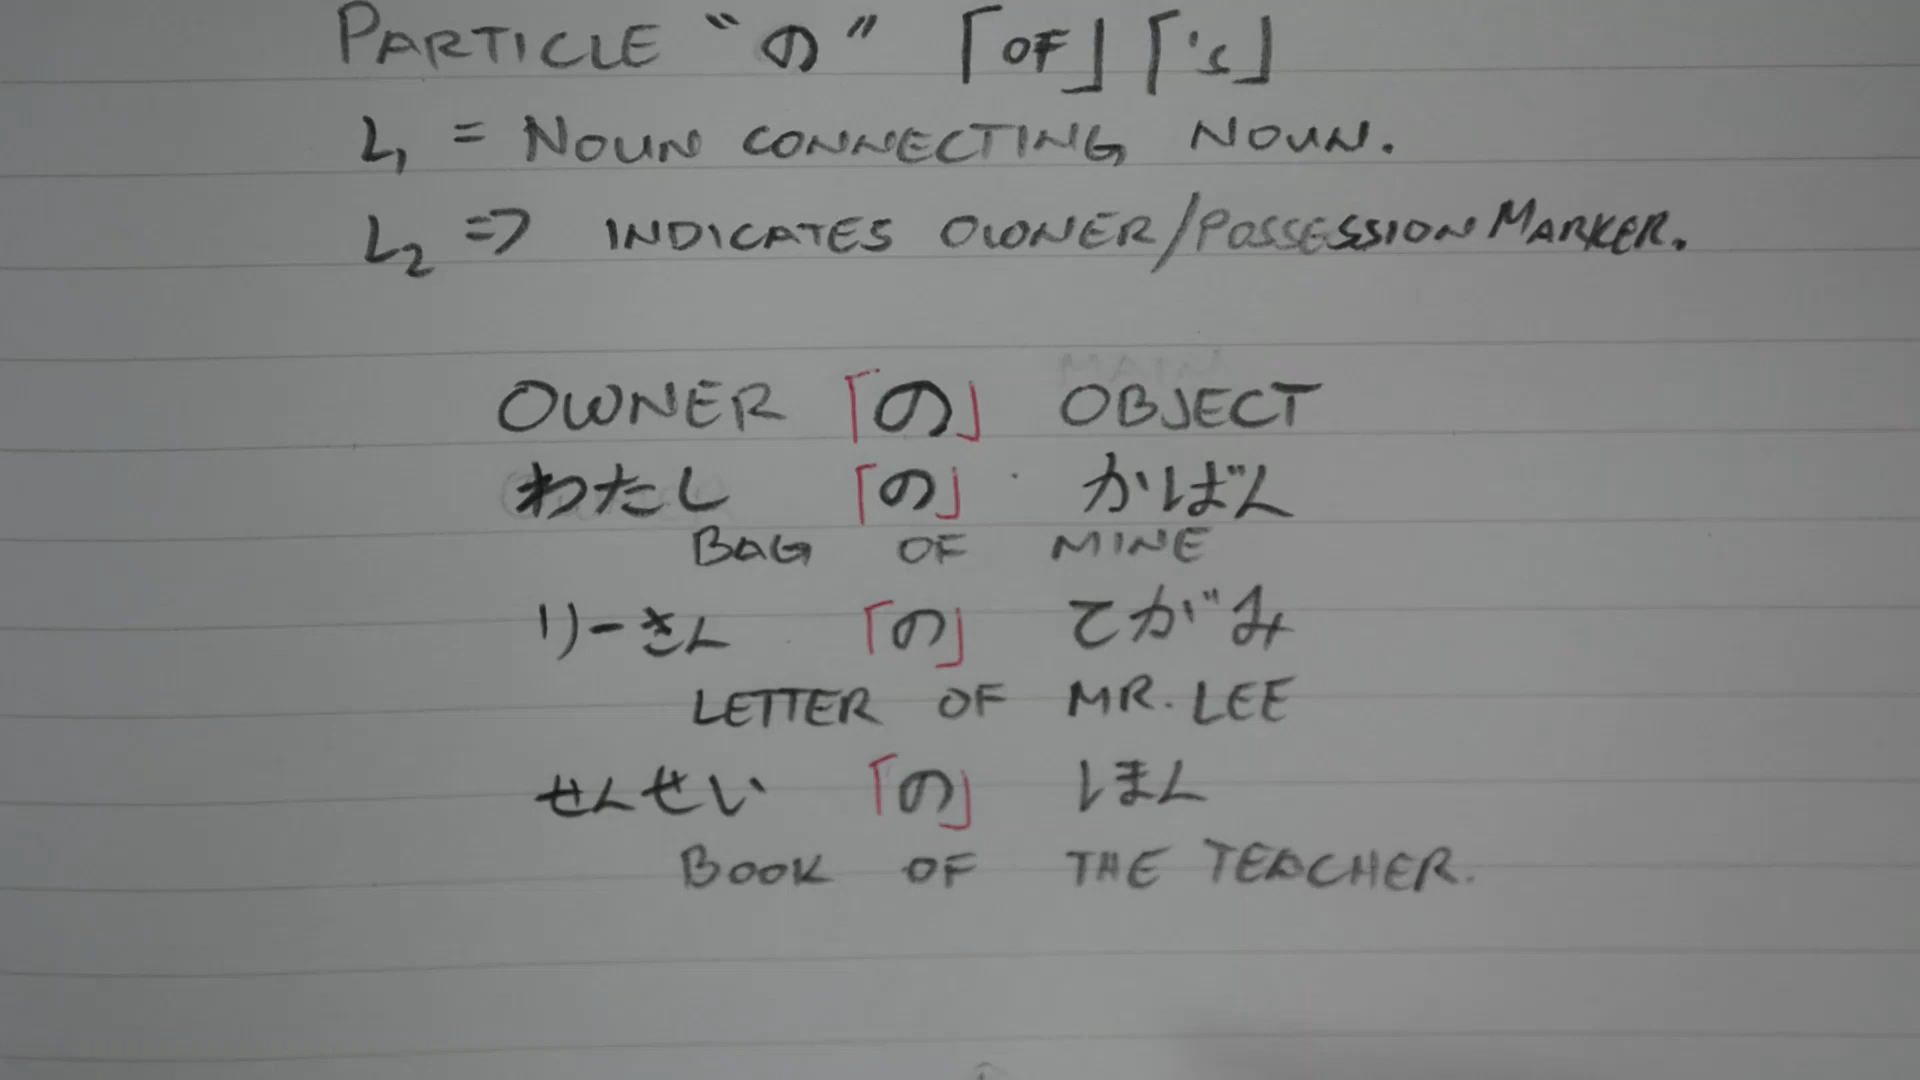 PARTICLE "の" 「OF」「's」
L1 = NOUN CONNECTING NOUN.
L2 => INDICATES OWNER/POSSESSION MARKER.
OWNER 「の」 OBJECT
わたし 「の」 かばん
BAG OF MINE
リーさん 「の」 てがみ
LETTER OF MR. LEE
せんせい 「の」 ほん
BOOK OF THE TEACHER.